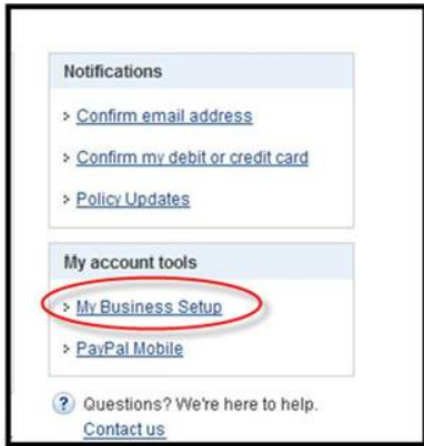 Notifications
Confirm email address
Confirm my debit or credit card
Policy Updates
My account tools
My Business Setup
PayPal Mobile
? Questions? We're here to help.
Contact us